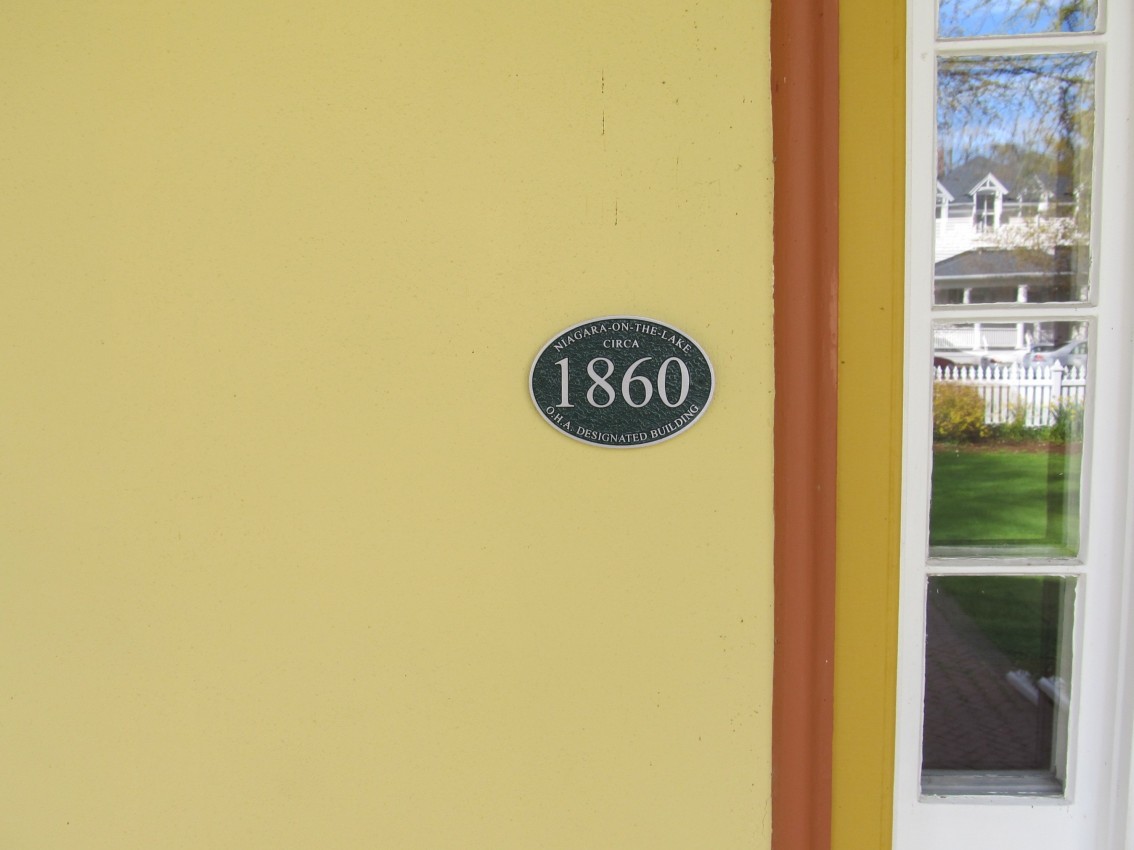 NIAGARA-ON-THE-LAKE
CIRCA
1860
O.H.A. DESIGNATED BUILDING